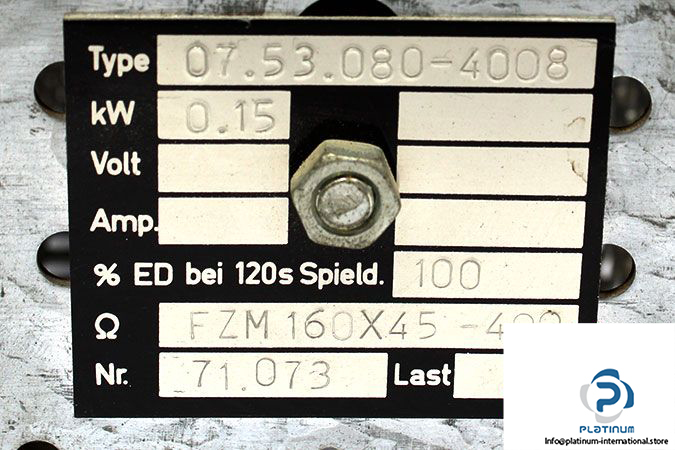 Type 07.53.080-4008
kW 0.15
Volt
Amp.
% ED bei 120s Spield. 100
Ω FZM 160X45
Nr. 71.073 Last
PLATINUM
Info@platinum-international.store